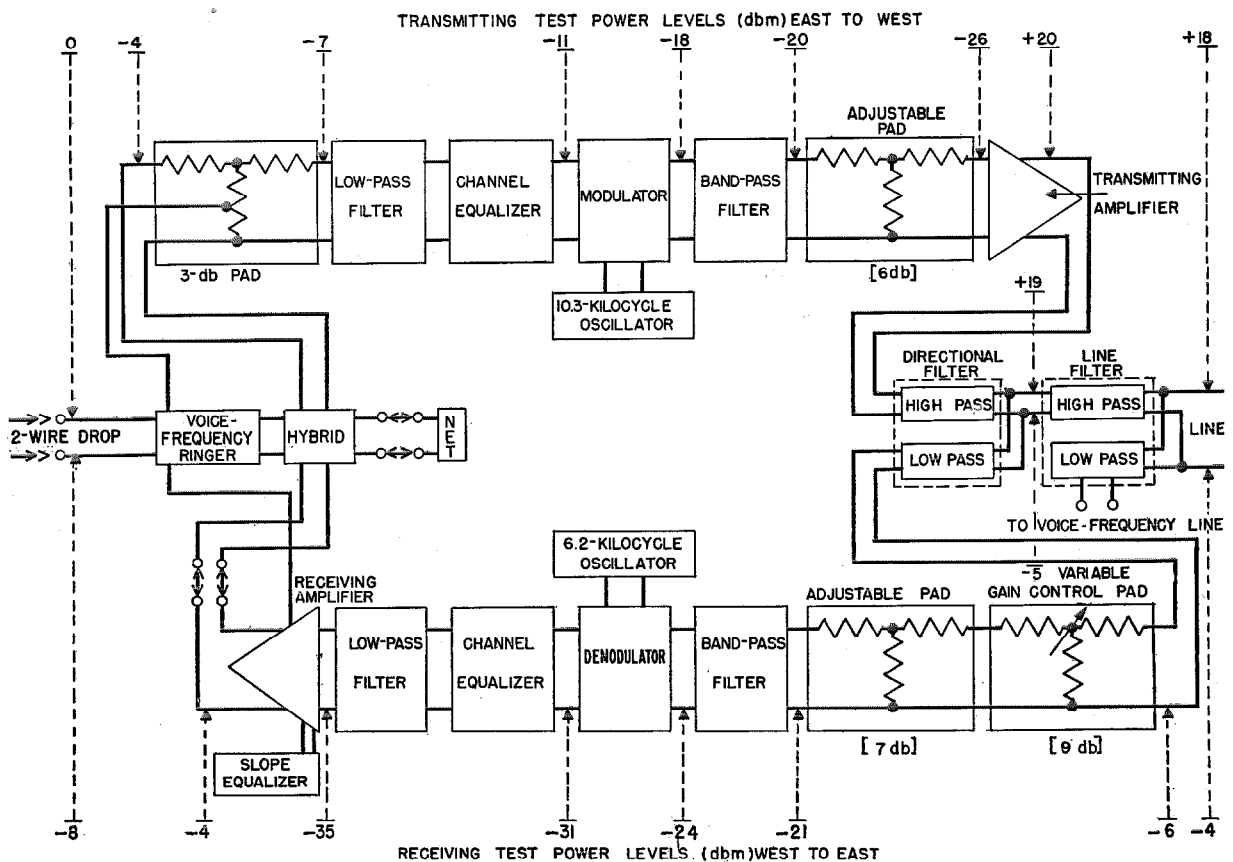 TRANSMITTING TEST POWER LEVELS (dbm) EAST TO WEST
0
-4
-7
-11
-18
-20
-26
+20
+18
ADJUSTABLE
PAD
LOW-PASS
FILTER
CHANNEL
EQUALIZER
MODULATOR
BAND-PASS
FILTER
TRANSMITTING
AMPLIFIER
3-db PAD
[6db]
10.3-KILOCYCLE
OSCILLATOR
+19
DIRECTIONAL
FILTER
LINE
FILTER
HIGH PASS
HIGH PASS
2-WIRE DROP
VOICE-
FREQUENCY
RINGER
HYBRID
NET
LINE
LOW PASS
LOW PASS
TO VOICE-FREQUENCY LINE
6.2-KILOCYCLE
OSCILLATOR
-5
VARIABLE
GAIN CONTROL PAD
RECEIVING
AMPLIFIER
ADJUSTABLE PAD
LOW-PASS
FILTER
CHANNEL
EQUALIZER
DENODULATOR
BAND-PASS
FILTER
[7db]
[9db]
SLOPE
EQUALIZER
-8
-4
-35
-31
-24
-21
-6
-4
RECEIVING TEST POWER LEVELS (dbm) WEST TO EAST